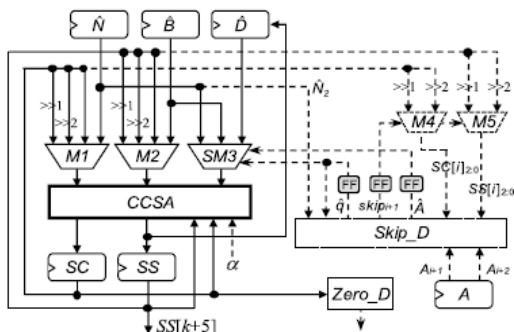 N̂ B̂ D̂
>>1 >>2 >>1 >>2 N̂₂ >>1 >>2 >>1 >>2
M4 M5
M1 M2 SM3
SC[i]2:0 SS[i]2:0
FF FF FF
q̂ skipi+1 Â
CCSA
Skip_D
SC SS α Ai+1 Ai+2
Zero_D A
SS[k+5]